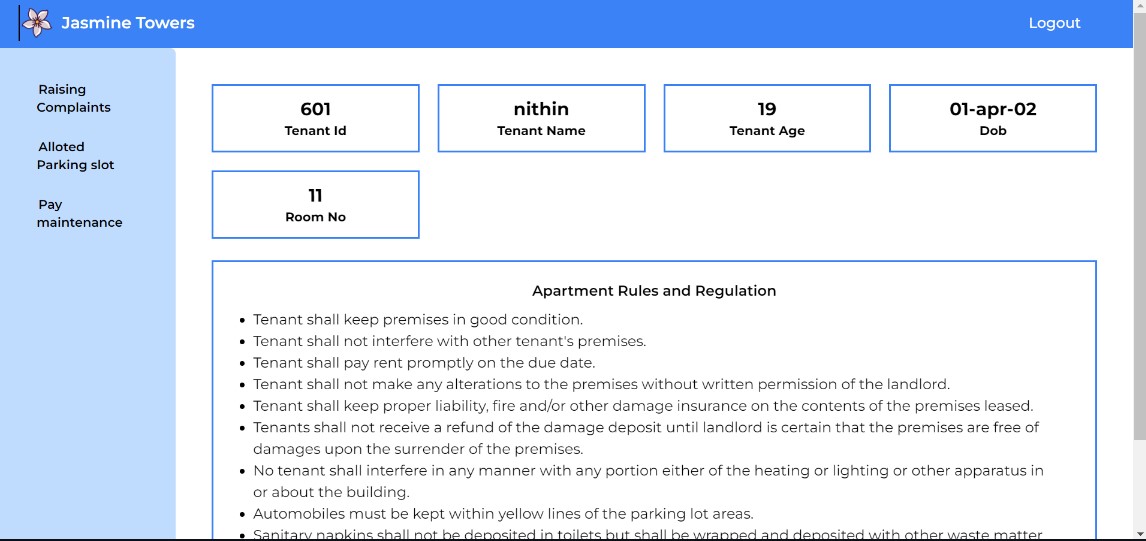 Jasmine Towers
Logout
Raising
Complaints
Alloted
Parking slot
Pay
maintenance
601
Tenant Id
nithin
Tenant Name
19
Tenant Age
01-apr-02
Dob
11
Room No
Apartment Rules and Regulation
Tenant shall keep premises in good condition.
Tenant shall not interfere with other tenant's premises.
Tenant shall pay rent promptly on the due date.
Tenant shall not make any alterations to the premises without written permission of the landlord.
Tenant shall keep proper liability, fire and/or other damage insurance on the contents of the premises leased.
Tenants shall not receive a refund of the damage deposit until landlord is certain that the premises are free of
damages upon the surrender of the premises.
No tenant shall interfere in any manner with any portion either of the heating or lighting or other apparatus in
or about the building.
Automobiles must be kept within yellow lines of the parking lot areas.
Sanitary napkins shall not be deposited in toilets but shall be wrapped and deposited with other waste matter